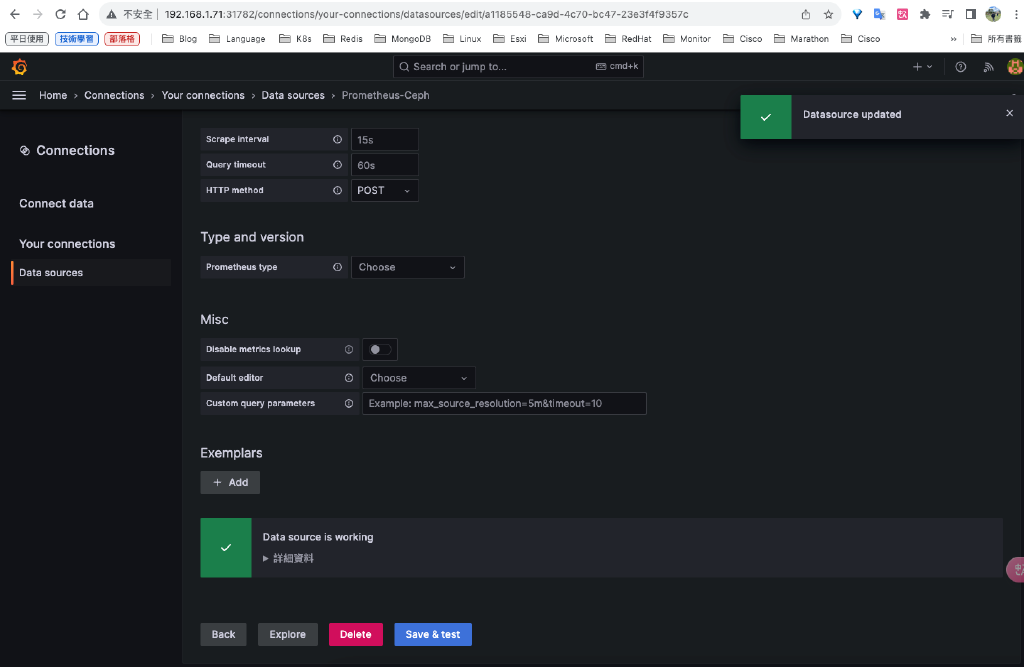 不安全 192.168.1.71:31782/connections/your-connections/datasources/edit/a1185548-ca9d-4c70-bc47-23e3f4f9357c
平日使用 技術學習 部落格 Blog Language K8s Redis MongoDB Linux Esxi Microsoft RedHat Monitor Cisco Marathon Cisco » 所有書籤
Search or jump to... cmd+k
Home › Connections › Your connections › Data sources › Prometheus-Ceph
Datasource updated
Connections
Connect data
Your connections
Data sources
Scrape interval 15s
Query timeout 60s
HTTP method POST
Type and version
Prometheus type Choose
Misc
Disable metrics lookup
Default editor Choose
Custom query parameters Example: max_source_resolution=5m&timeout=10
Exemplars
+ Add
Data source is working
詳細資料
Back Explore Delete Save & test